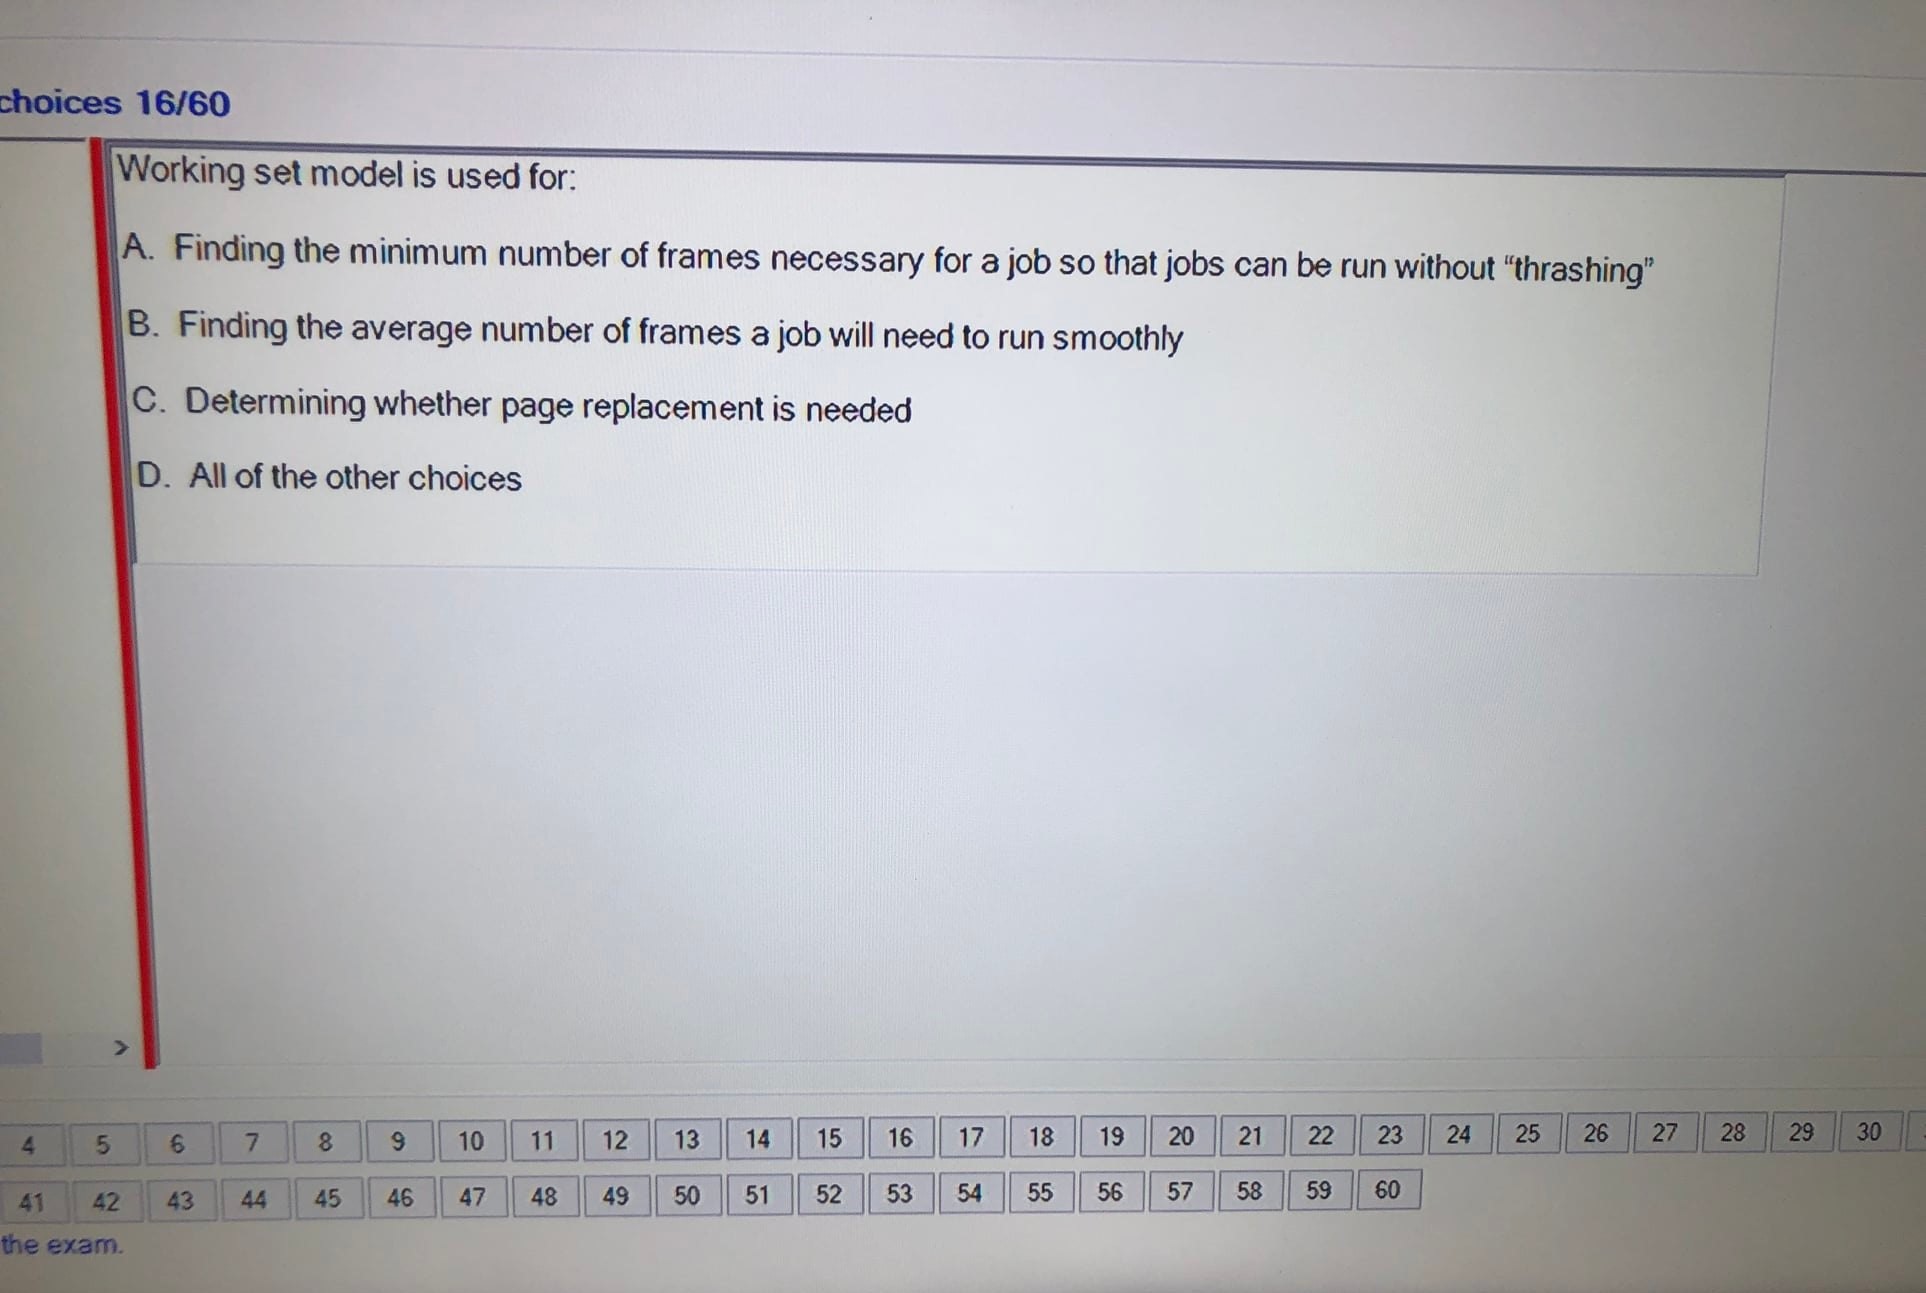 choices 16/60
Working set model is used for:
A. Finding the minimum number of frames necessary for a job so that jobs can be run without “thrashing”
B. Finding the average number of frames a job will need to run smoothly
C. Determining whether page replacement is needed
D. All of the other choices
>
4 5 6 7 8 9 10 11 12 13 14 15 16 17 18 19 20 21 22 23 24 25 26 27 28 29 30
41 42 43 44 45 46 47 48 49 50 51 52 53 54 55 56 57 58 59 60
the exam.